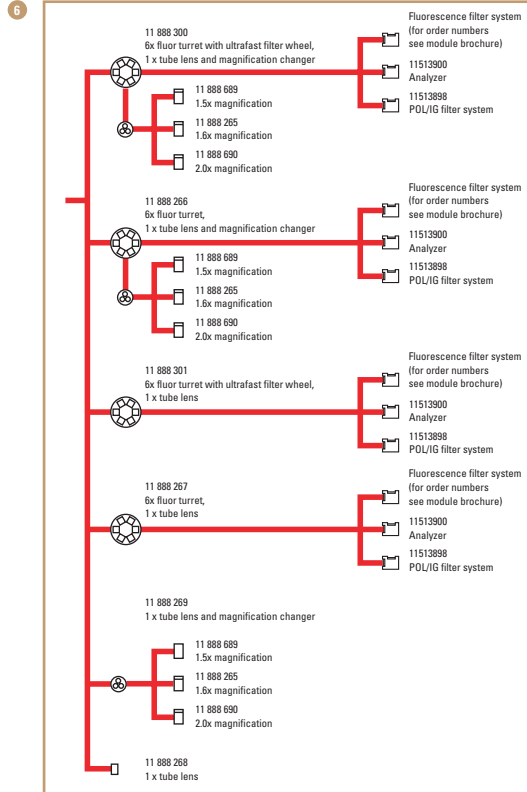 6
11 888 300
6x fluor turret with ultrafast filter wheel,
1 x tube lens and magnification changer
Fluorescence filter system
(for order numbers
see module brochure)
11513900
Analyzer
11513898
POL/IG filter system
11 888 689
1.5x magnification
11 888 265
1.6x magnification
11 888 690
2.0x magnification
11 888 266
6x fluor turret,
1 x tube lens and magnification changer
Fluorescence filter system
(for order numbers
see module brochure)
11513900
Analyzer
11513898
POL/IG filter system
11 888 689
1.5x magnification
11 888 265
1.6x magnification
11 888 690
2.0x magnification
11 888 301
6x fluor turret with ultrafast filter wheel,
1 x tube lens
Fluorescence filter system
(for order numbers
see module brochure)
11513900
Analyzer
11513898
POL/IG filter system
11 888 267
6x fluor turret,
1 x tube lens
Fluorescence filter system
(for order numbers
see module brochure)
11513900
Analyzer
11513898
POL/IG filter system
11 888 269
1 x tube lens and magnification changer
11 888 689
1.5x magnification
11 888 265
1.6x magnification
11 888 690
2.0x magnification
11 888 268
1 x tube lens